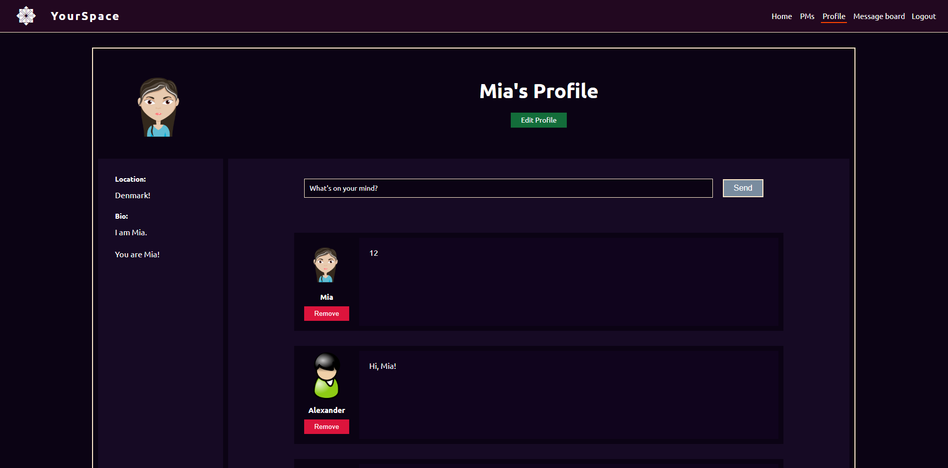 YourSpace
Home PMs Profile Message board Logout
Mia's Profile
Edit Profile
Location:
Denmark!
Bio:
I am Mia.
You are Mia!
What's on your mind?
Send
12
Mia
Remove
Hi, Mia!
Alexander
Remove